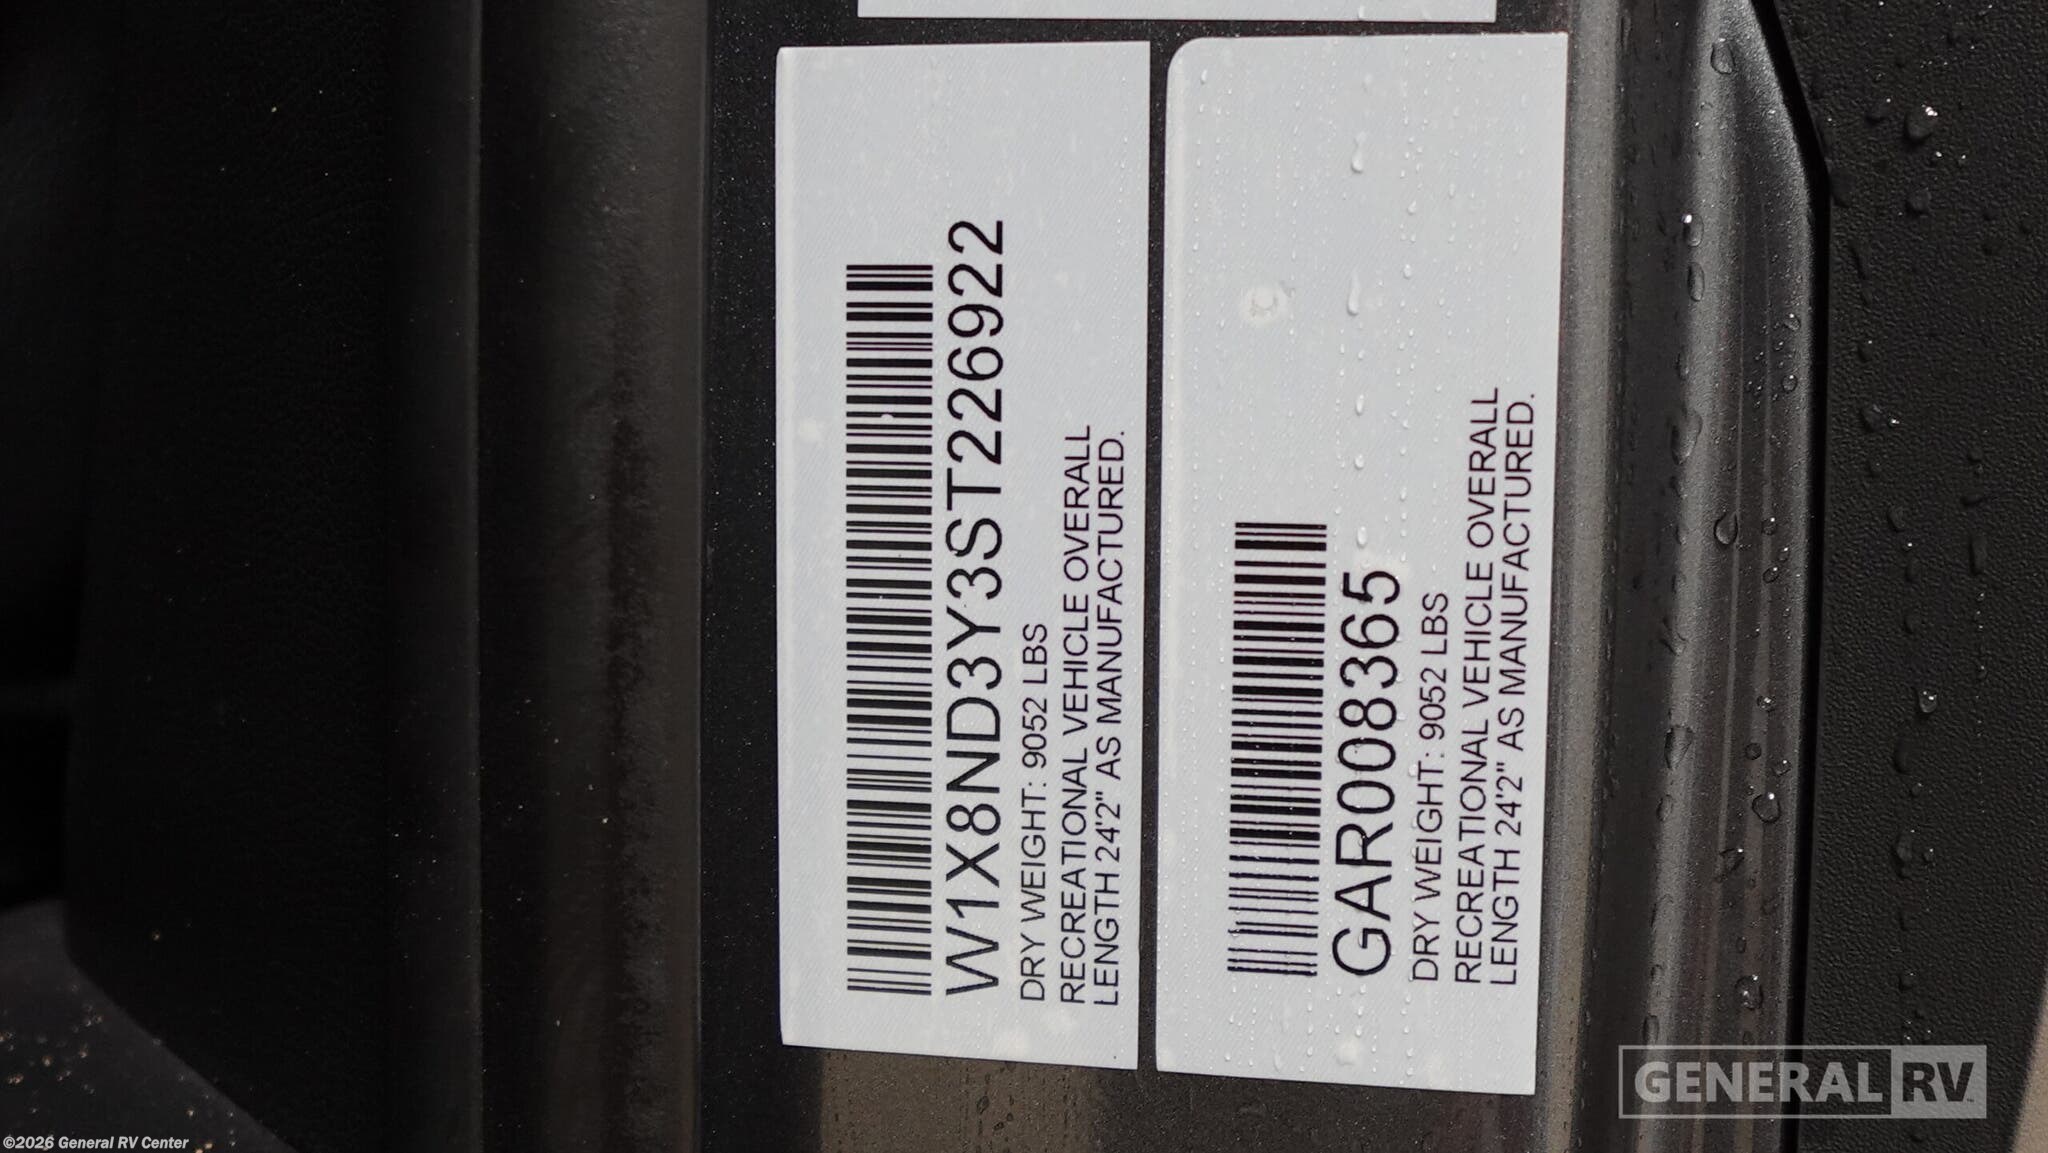 W1X8ND3Y3ST226922
DRY WEIGHT: 9052 LBS
RECREATIONAL VEHICLE OVERALL
LENGTH 24'2" AS MANUFACTURED.
GAR008365
DRY WEIGHT: 9052 LBS
RECREATIONAL VEHICLE OVERALL
LENGTH 24'2" AS MANUFACTURED.
GENERAL RV
©2026 General RV Center